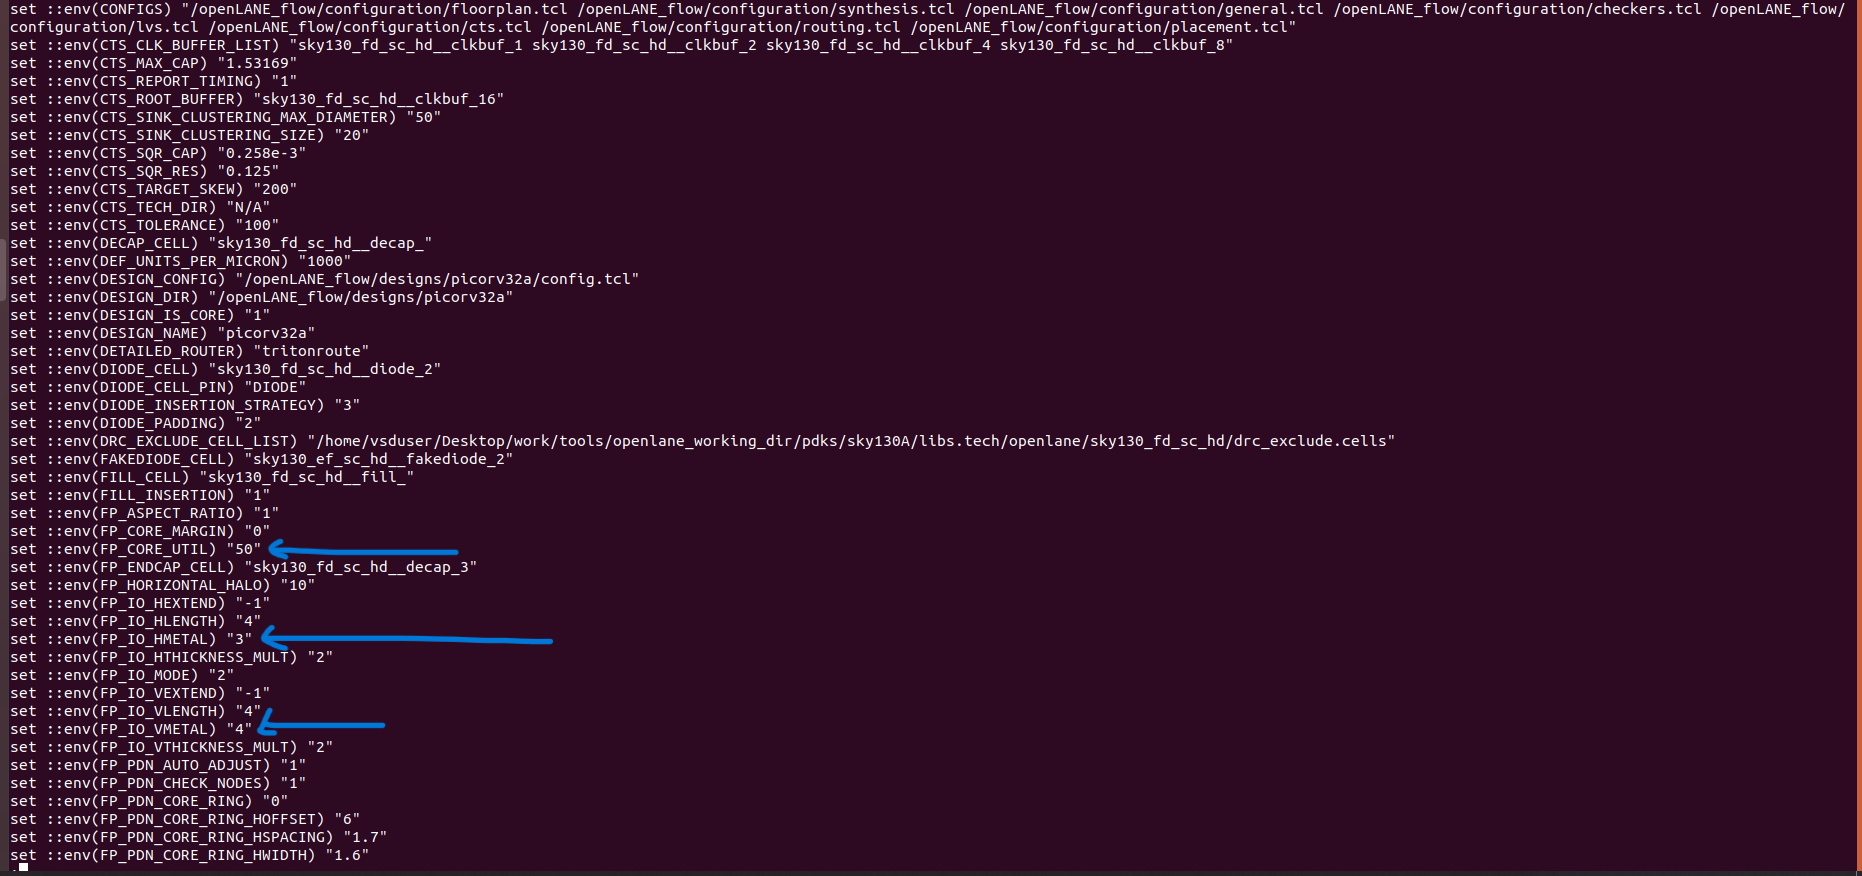 set ::env(CONFIGS) "/openLANE_flow/configuration/floorplan.tcl /openLANE_flow/configuration/synthesis.tcl /openLANE_flow/configuration/general.tcl /openLANE_flow/configuration/checkers.tcl /openLANE_flow/
configuration/lvs.tcl /openLANE_flow/configuration/cts.tcl /openLANE_flow/configuration/routing.tcl /openLANE_flow/configuration/placement.tcl"
set ::env(CTS_CLK_BUFFER_LIST) "sky130_fd_sc_hd__clkbuf_1 sky130_fd_sc_hd__clkbuf_2 sky130_fd_sc_hd__clkbuf_4 sky130_fd_sc_hd__clkbuf_8"
set ::env(CTS_MAX_CAP) "1.53169"
set ::env(CTS_REPORT_TIMING) "1"
set ::env(CTS_ROOT_BUFFER) "sky130_fd_sc_hd__clkbuf_16"
set ::env(CTS_SINK_CLUSTERING_MAX_DIAMETER) "50"
set ::env(CTS_SINK_CLUSTERING_SIZE) "20"
set ::env(CTS_SQR_CAP) "0.258e-3"
set ::env(CTS_SQR_RES) "0.125"
set ::env(CTS_TARGET_SKEW) "200"
set ::env(CTS_TECH_DIR) "N/A"
set ::env(CTS_TOLERANCE) "100"
set ::env(DECAP_CELL) "sky130_fd_sc_hd__decap_"
set ::env(DEF_UNITS_PER_MICRON) "1000"
set ::env(DESIGN_CONFIG) "/openLANE_flow/designs/picorv32a/config.tcl"
set ::env(DESIGN_DIR) "/openLANE_flow/designs/picorv32a"
set ::env(DESIGN_IS_CORE) "1"
set ::env(DESIGN_NAME) "picorv32a"
set ::env(DETAILED_ROUTER) "tritonroute"
set ::env(DIODE_CELL) "sky130_fd_sc_hd__diode_2"
set ::env(DIODE_CELL_PIN) "DIODE"
set ::env(DIODE_INSERTION_STRATEGY) "3"
set ::env(DIODE_PADDING) "2"
set ::env(DRC_EXCLUDE_CELL_LIST) "/home/vsduser/Desktop/work/tools/openlane_working_dir/pdks/sky130A/libs.tech/openlane/sky130_fd_sc_hd/drc_exclude.cells"
set ::env(FAKEDIODE_CELL) "sky130_ef_sc_hd__fakediode_2"
set ::env(FILL_CELL) "sky130_fd_sc_hd__fill_"
set ::env(FILL_INSERTION) "1"
set ::env(FP_ASPECT_RATIO) "1"
set ::env(FP_CORE_MARGIN) "0"
set ::env(FP_CORE_UTIL) "50"
set ::env(FP_ENDCAP_CELL) "sky130_fd_sc_hd__decap_3"
set ::env(FP_HORIZONTAL_HALO) "10"
set ::env(FP_IO_HEXTEND) "-1"
set ::env(FP_IO_HLENGTH) "4"
set ::env(FP_IO_HMETAL) "3"
set ::env(FP_IO_HTHICKNESS_MULT) "2"
set ::env(FP_IO_MODE) "2"
set ::env(FP_IO_VEXTEND) "-1"
set ::env(FP_IO_VLENGTH) "4"
set ::env(FP_IO_VMETAL) "4"
set ::env(FP_IO_VTHICKNESS_MULT) "2"
set ::env(FP_PDN_AUTO_ADJUST) "1"
set ::env(FP_PDN_CHECK_NODES) "1"
set ::env(FP_PDN_CORE_RING) "0"
set ::env(FP_PDN_CORE_RING_HOFFSET) "6"
set ::env(FP_PDN_CORE_RING_HSPACING) "1.7"
set ::env(FP_PDN_CORE_RING_HWIDTH) "1.6"